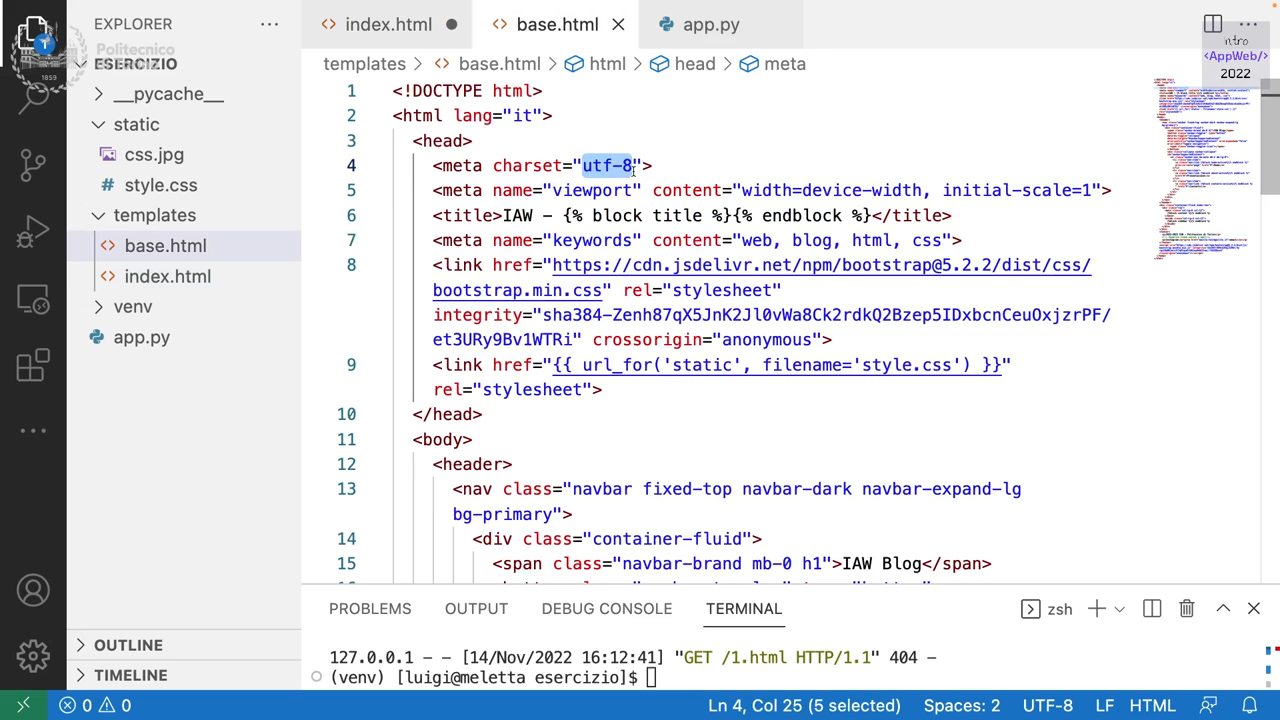 EXPLORER
index.html
base.html
app.py
Politecnico
1859
ntro
<AppWeb/>
2022
ESERCIZIO
__pycache__
static
css.jpg
style.css
templates
base.html
index.html
venv
app.py
OUTLINE
TIMELINE
templates > base.html > html > head > meta
1 <!DOCTYPE html>
2 <html lang="it">
3 <head>
4 <meta charset="utf-8">
5 <meta name="viewport" content="width=device-width, initial-scale=1">
6 <title>IAW - {% block title %}{% endblock %}</title>
7 <meta name="keywords" content="web, blog, html, css">
8 <link href="https://cdn.jsdelivr.net/npm/bootstrap@5.2.2/dist/css/
bootstrap.min.css" rel="stylesheet"
integrity="sha384-Zenh87qX5JnK2Jl0vWa8Ck2rdkQ2Bzep5IDxbcnCeuOxjzrPF/
et3URy9Bv1WTRi" crossorigin="anonymous">
9 <link href="{{ url_for('static', filename='style.css') }}"
rel="stylesheet">
10 </head>
11 <body>
12 <header>
13 <nav class="navbar fixed-top navbar-dark navbar-expand-lg
bg-primary">
14 <div class="container-fluid">
15 <span class="navbar-brand mb-0 h1">IAW Blog</span>
PROBLEMS OUTPUT DEBUG CONSOLE TERMINAL zsh
127.0.0.1 - - [14/Nov/2022 16:12:41] "GET /1.html HTTP/1.1" 404 -
(venv) [luigi@meletta esercizio]$
0 0 Ln 4, Col 25 (5 selected) Spaces: 2 UTF-8 LF HTML